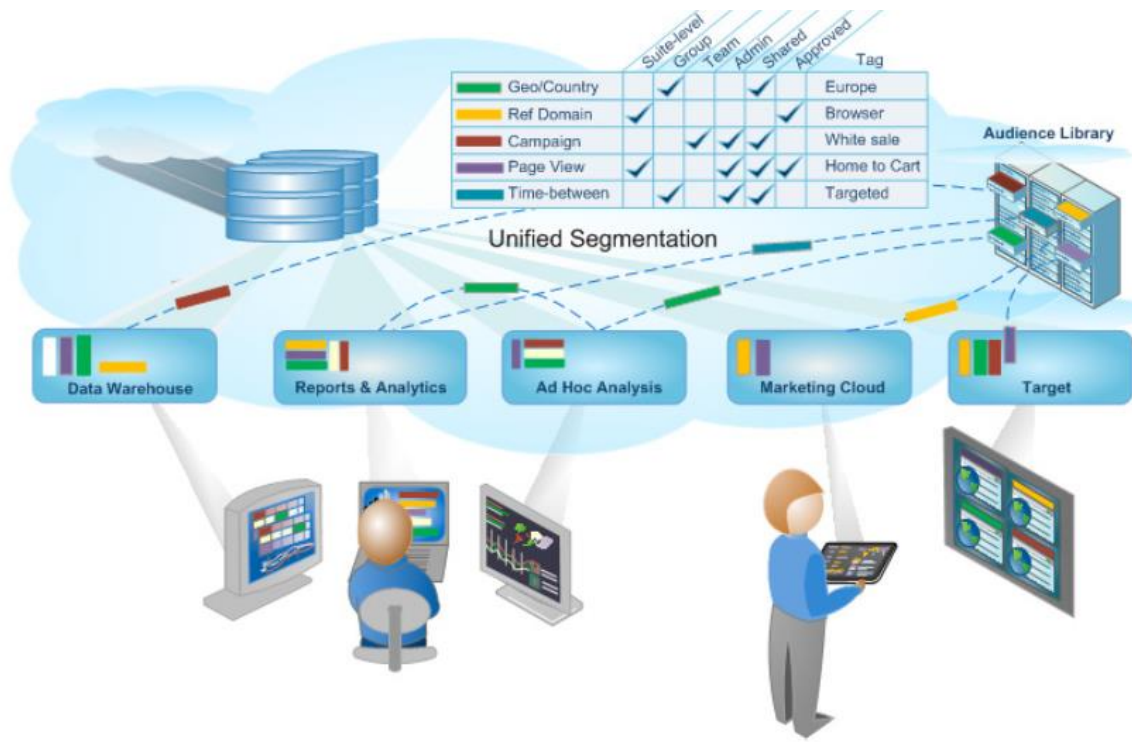 Suite-level Group Team Admin Shared Approved Tag
Geo/Country Europe
Ref Domain Browser
Campaign White sale
Page View Home to Cart
Time-between Targeted
Audience Library
Unified Segmentation
Data Warehouse Reports & Analytics Ad Hoc Analysis Marketing Cloud Target